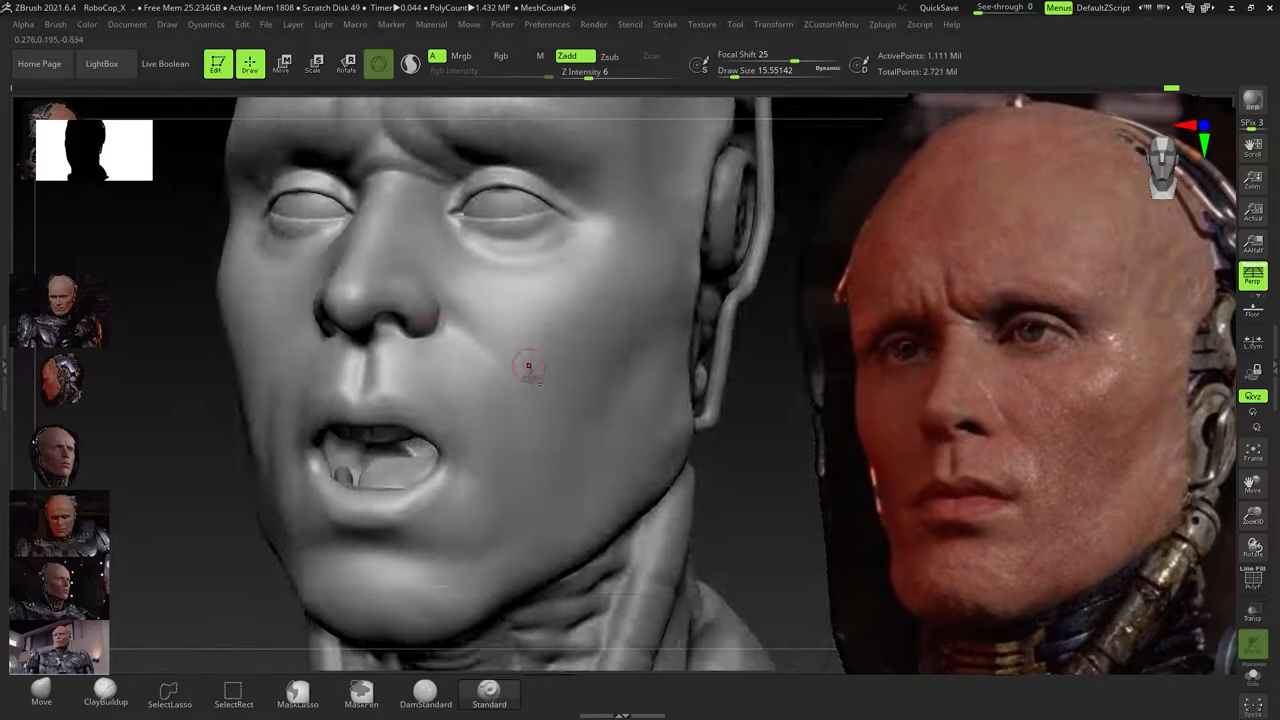 ZBrush 2021.6.4 RoboCop_X .. • Free Mem 25.234GB • Active Mem 1808 • Scratch Disk 49 • Timer▶0.044 • PolyCount▶1.432 MP • MeshCount▶6 AC QuickSave See-through 0 Menus DefaultZScript
Alpha Brush Color Document Draw Dynamics Edit File Layer Light Macro Marker Material Movie Picker Preferences Render Stencil Stroke Texture Tool Transform ZCustomMenu Zplugin Zscript Help
0.276,0.195,-0.634
Home Page LightBox Live Boolean Edit Draw Move Scale Rotate A Mrgb Rgb M Zadd Zsub Zcut Focal Shift 25 ActivePoints: 1.111 Mil
Rgb Intensity Z Intensity 6 S Draw Size 15.55142 Dynamic D TotalPoints: 2.721 Mil
BPR
SPix 3
Scroll
Zoom
Actual
AAHalf
Persp
Floor
L.Sym
XYZ
Frame
Move
Zoom3D
Rotate
Line Fill
PolyF
Transp
Dynamic
Solo
Xpose
Move ClayBuildup SelectLasso SelectRect MaskLasso MaskPen DamStandard Standard